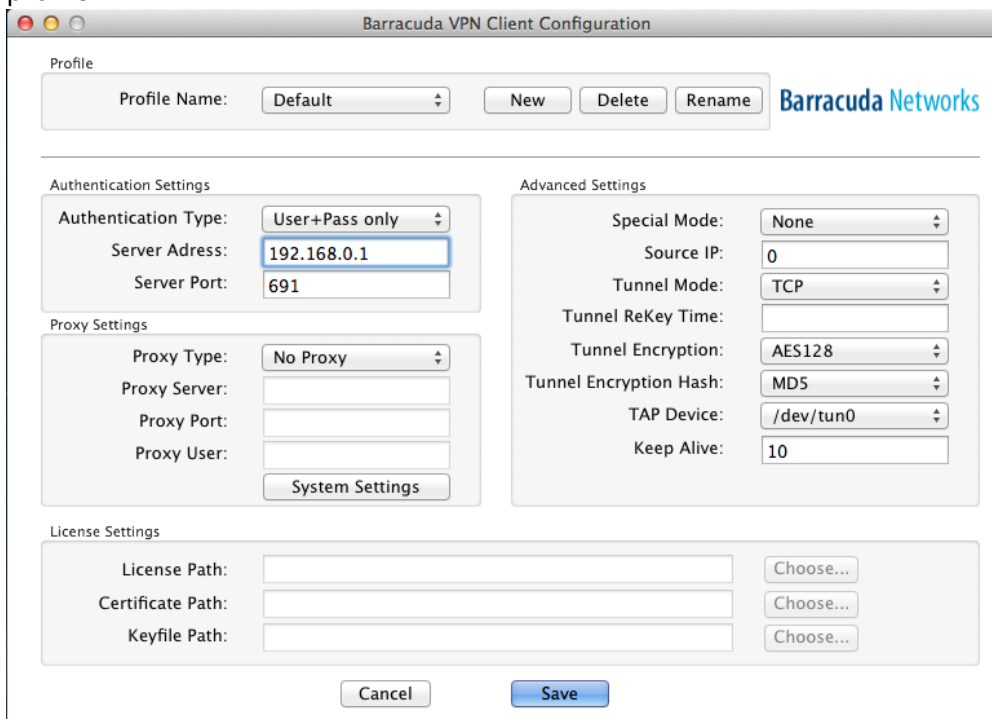 Barracuda VPN Client Configuration
Profile
Profile Name: Default New Delete Rename
Barracuda Networks
Authentication Settings
Authentication Type: User+Pass only
Server Adress: 192.168.0.1
Server Port: 691
Proxy Settings
Proxy Type: No Proxy
Proxy Server:
Proxy Port:
Proxy User:
System Settings
Advanced Settings
Special Mode: None
Source IP: 0
Tunnel Mode: TCP
Tunnel ReKey Time:
Tunnel Encryption: AES128
Tunnel Encryption Hash: MD5
TAP Device: /dev/tun0
Keep Alive: 10
License Settings
License Path: Choose...
Certificate Path: Choose...
Keyfile Path: Choose...
Cancel Save